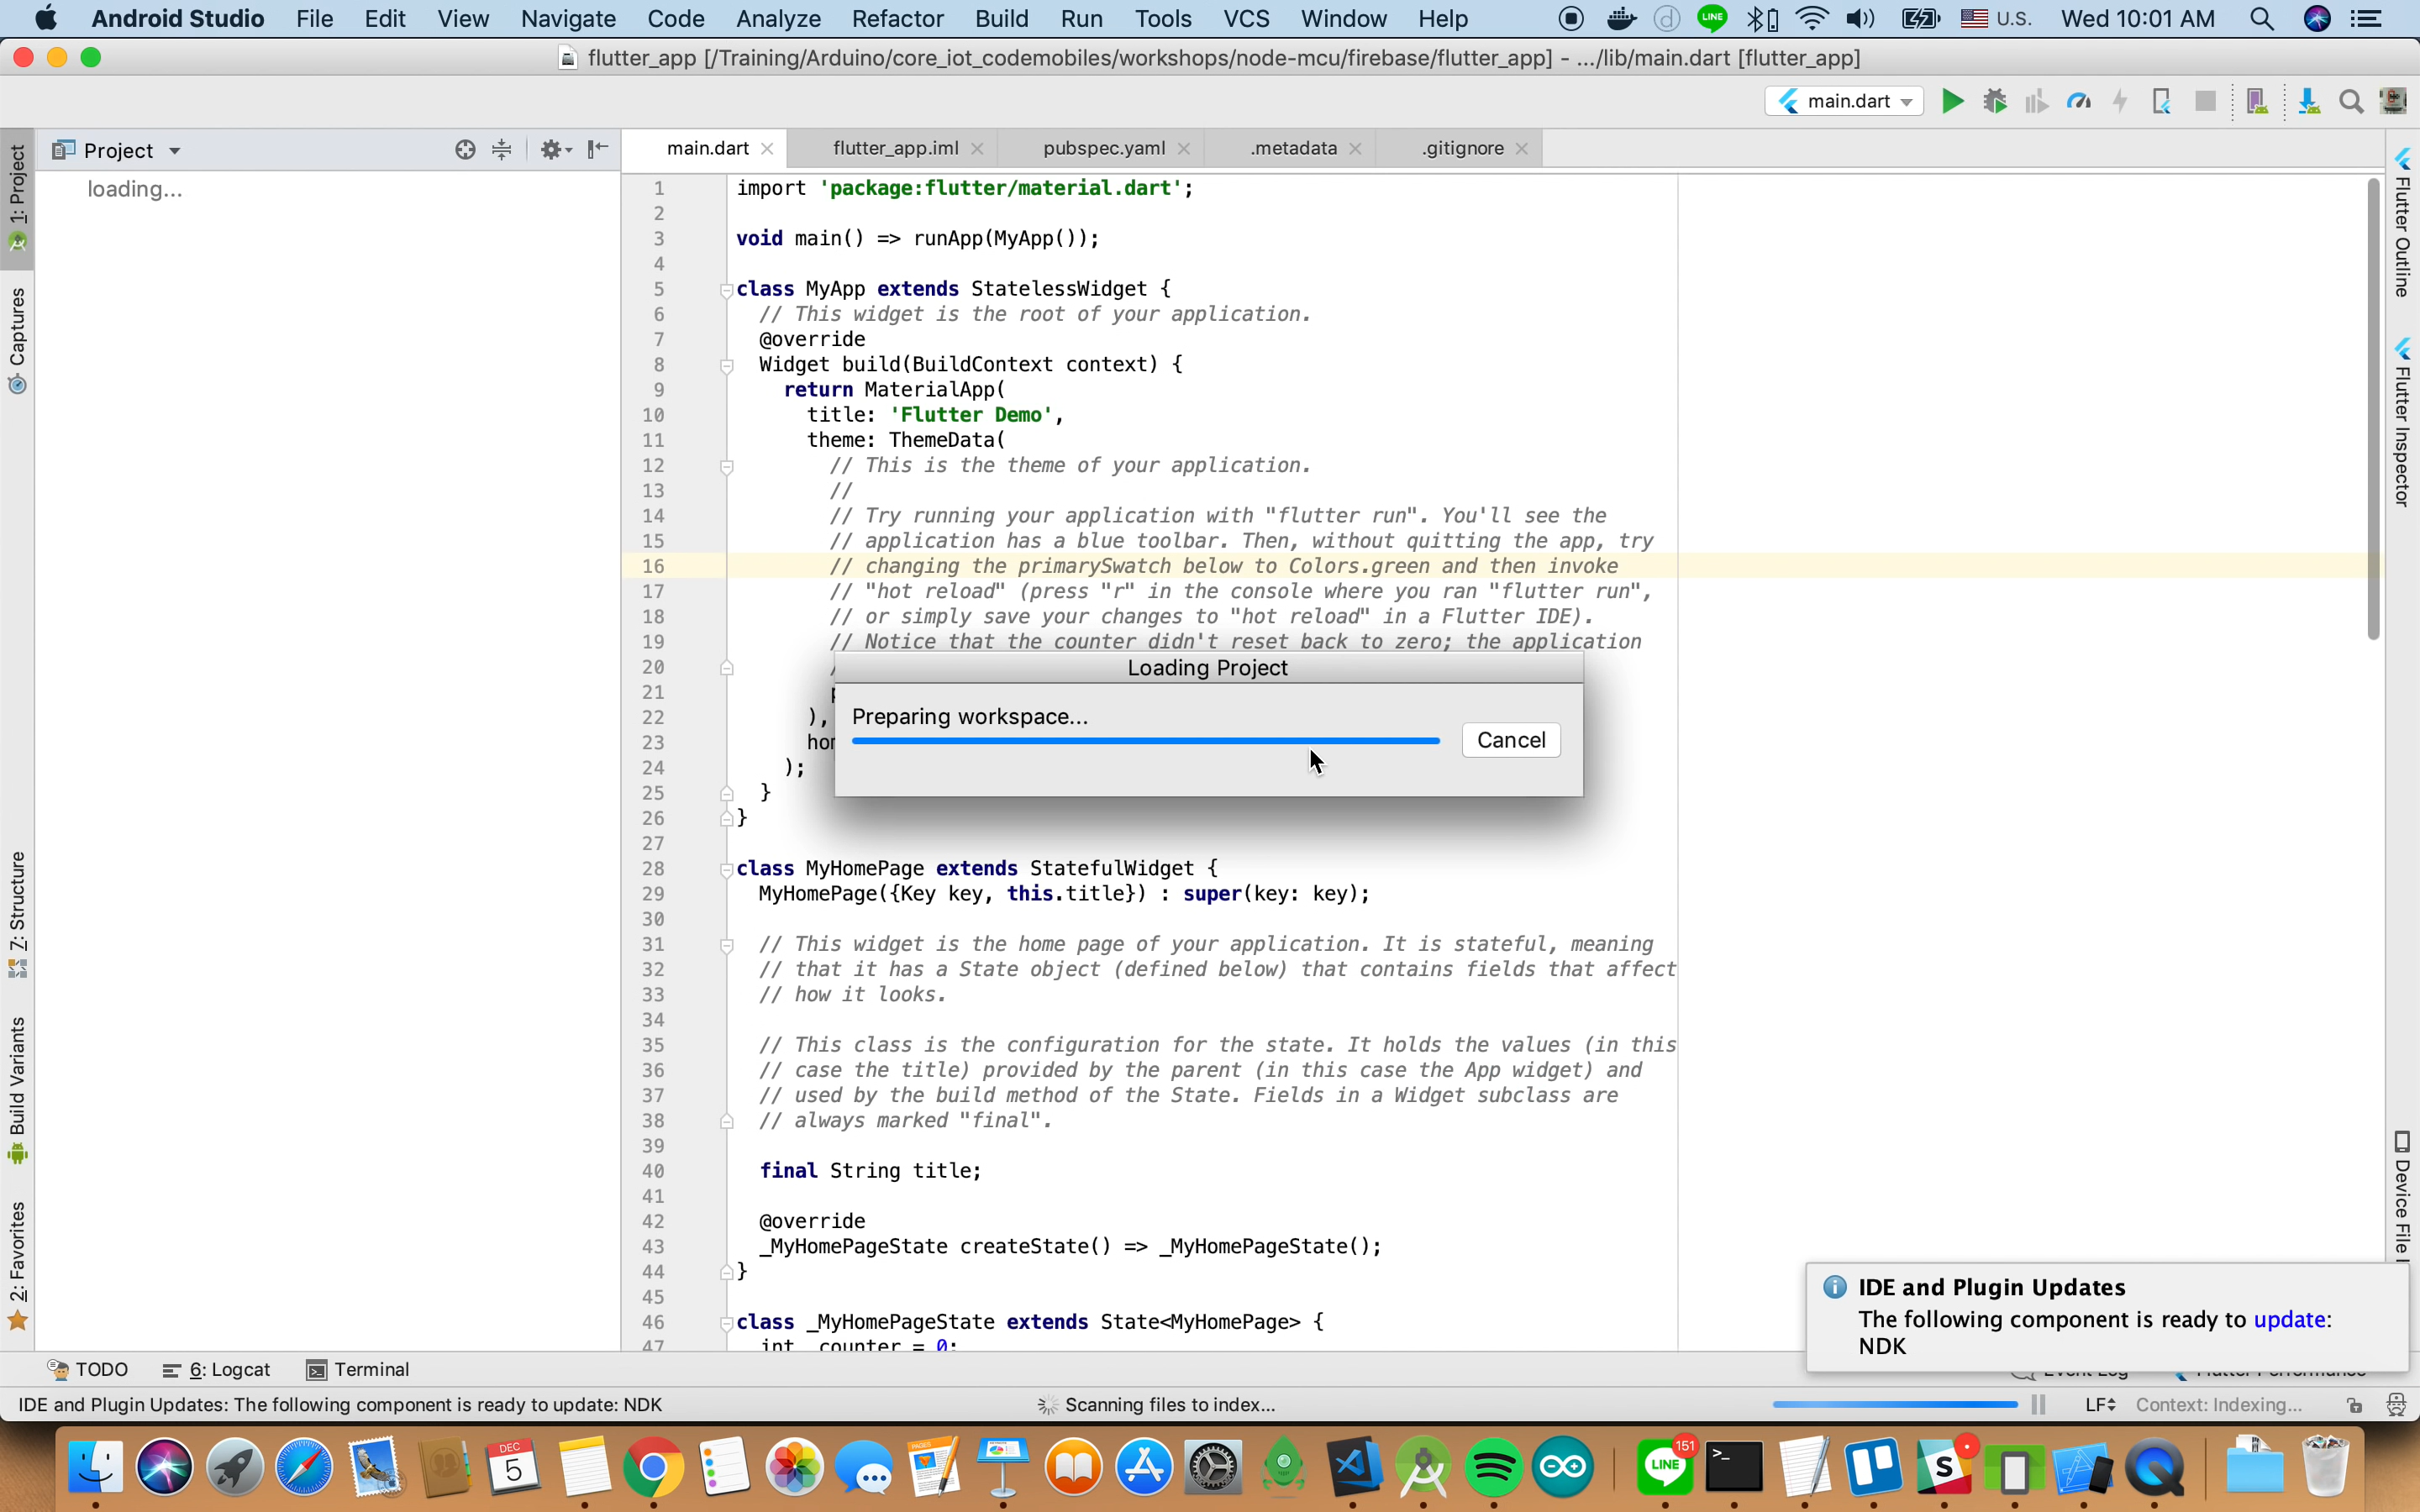 Android Studio File Edit View Navigate Code Analyze Refactor Build Run Tools VCS Window Help LINE U.S. Wed 10:01 AM
flutter_app [/Training/Arduino/core_iot_codemobiles/workshops/node-mcu/firebase/flutter_app] - .../lib/main.dart [flutter_app]
main.dart
Project
main.dart flutter_app.iml pubspec.yaml .metadata .gitignore
loading...
1: Project
Captures
7: Structure
Build Variants
2: Favorites
Flutter Outline
Flutter Inspector
Device File
1 import 'package:flutter/material.dart';
2
3 void main() => runApp(MyApp());
4
5 class MyApp extends StatelessWidget {
6 // This widget is the root of your application.
7 @override
8 Widget build(BuildContext context) {
9 return MaterialApp(
10 title: 'Flutter Demo',
11 theme: ThemeData(
12 // This is the theme of your application.
13 //
14 // Try running your application with "flutter run". You'll see the
15 // application has a blue toolbar. Then, without quitting the app, try
16 // changing the primarySwatch below to Colors.green and then invoke
17 // "hot reload" (press "r" in the console where you ran "flutter run",
18 // or simply save your changes to "hot reload" in a Flutter IDE).
19 // Notice that the counter didn't reset back to zero; the application
20
21
22 ),
23
24 );
25 }
26 }
27
28 class MyHomePage extends StatefulWidget {
29 MyHomePage({Key key, this.title}) : super(key: key);
30
31 // This widget is the home page of your application. It is stateful, meaning
32 // that it has a State object (defined below) that contains fields that affect
33 // how it looks.
34
35 // This class is the configuration for the state. It holds the values (in this
36 // case the title) provided by the parent (in this case the App widget) and
37 // used by the build method of the State. Fields in a Widget subclass are
38 // always marked "final".
39
40 final String title;
41
42 @override
43 _MyHomePageState createState() => _MyHomePageState();
44 }
45
46 class _MyHomePageState extends State<MyHomePage> {
47 int _counter = 0;
Loading Project
Preparing workspace...
Cancel
IDE and Plugin Updates
The following component is ready to update:
NDK
TODO 6: Logcat Terminal
IDE and Plugin Updates: The following component is ready to update: NDK Scanning files to index... LF Context: Indexing...
DEC
5
PAGES
LINE
151